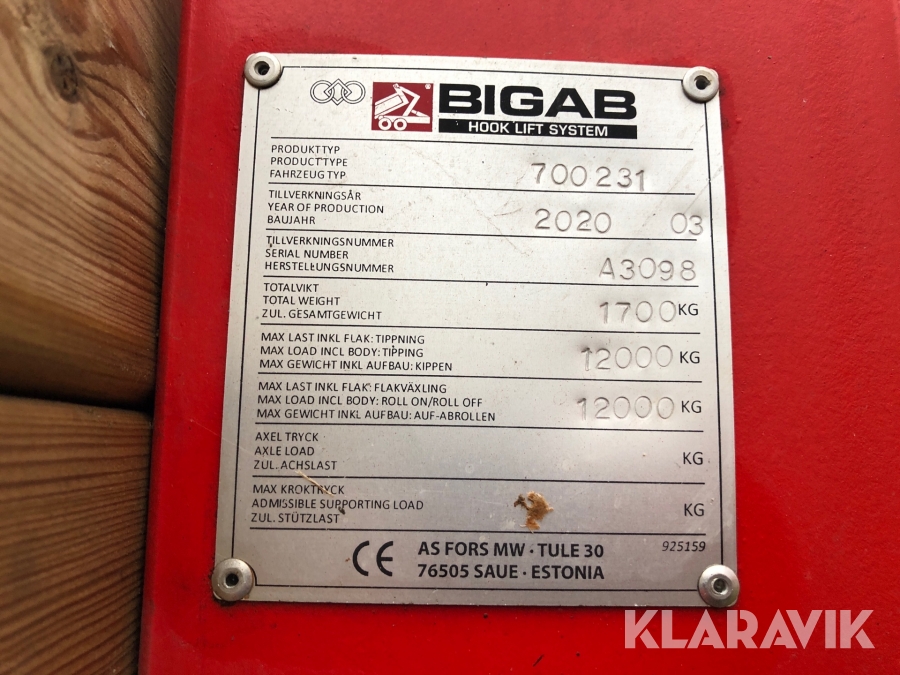 BIGAB
HOOK LIFT SYSTEM
PRODUKTTYP
PRODUCT TYPE
FAHRZEUG TYP
700231
TILLVERKNINGSÅR
YEAR OF PRODUCTION
BAUJAHR
2020 03
TILLVERKNINGSNUMMER
SERIAL NUMBER
HERSTELLUNGSNUMMER
A3098
TOTALVIKT
TOTAL WEIGHT
ZUL. GESAMTGEWICHT
1700 KG
MAX LAST INKL FLAK: TIPPNING
MAX LOAD INCL BODY: TIPPING
MAX GEWICHT INKL AUFBAU: KIPPEN
12000 KG
MAX LAST INKL FLAK: FLAKVÄXLING
MAX LOAD INCL BODY: ROLL ON/ROLL OFF
MAX GEWICHT INKL AUFBAU: AUF-ABROLLEN
12000 KG
AXEL TRYCK
AXLE LOAD
ZUL. ACHSLAST
KG
MAX KROKTRYCK
ADMISSIBLE SUPPORTING LOAD
ZUL. STÜTZLAST
KG
CE
AS FORS MW · TULE 30
76505 SAUE · ESTONIA
925159
KLARAVIK